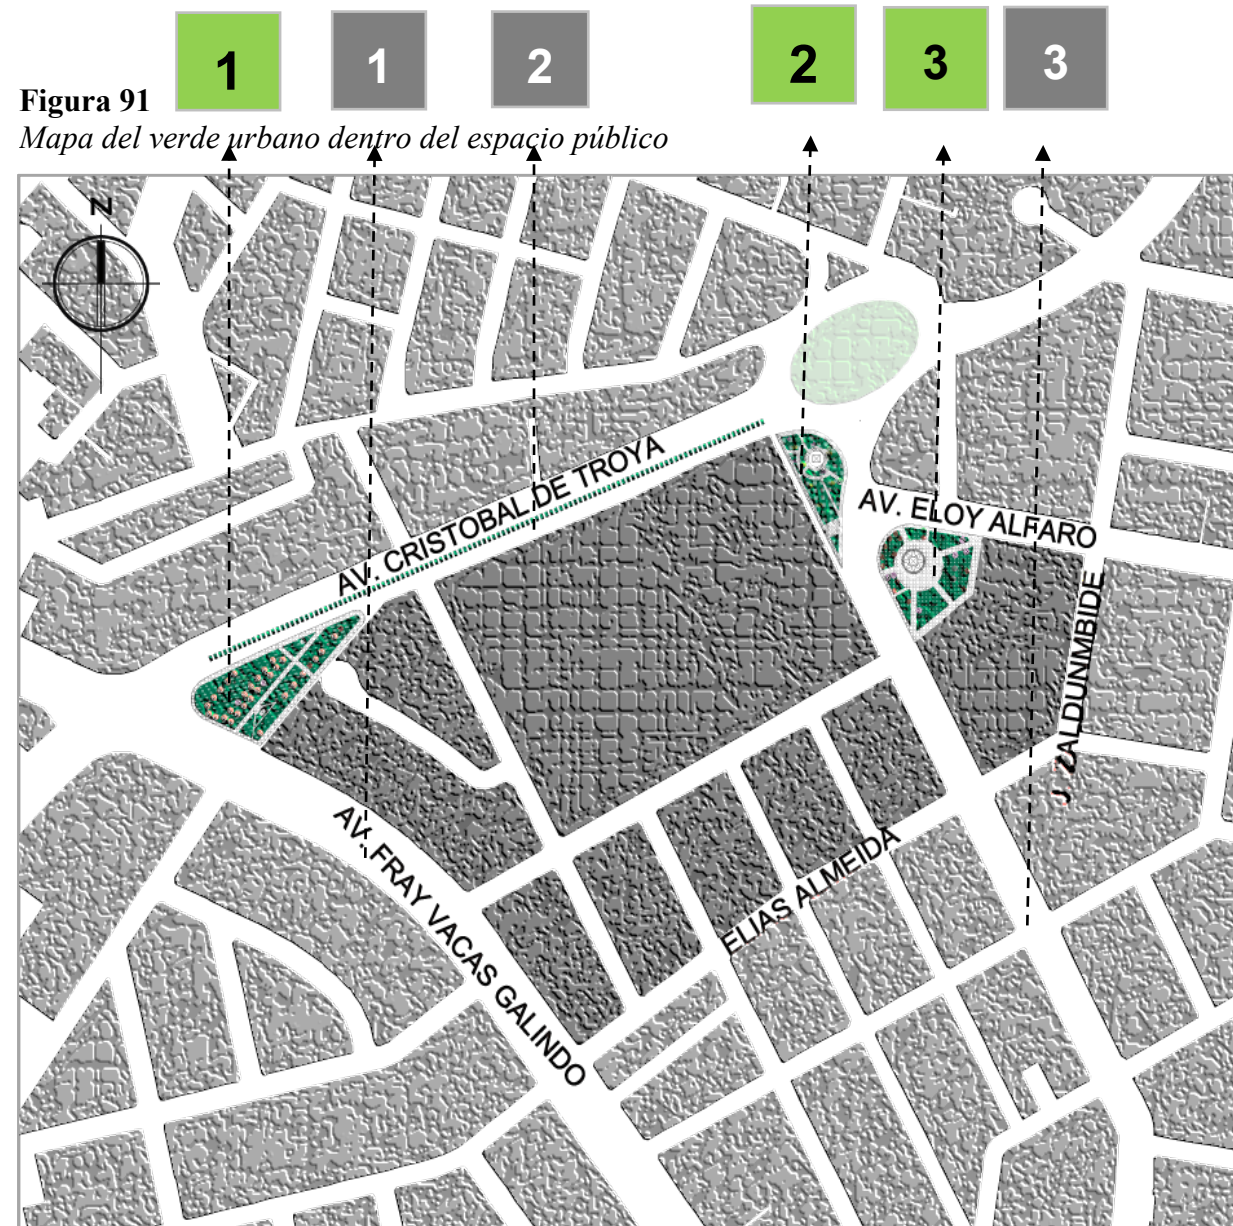 1 1 2 2 3 3
Figura 91
Mapa del verde urbano dentro del espacio público
N
AV. CRISTOBAL DE TROYA
AV. ELOY ALFARO
J. ZALDUNMBIDE
AV. FRAY VACAS GALINDO
ELIAS ALMEIDA